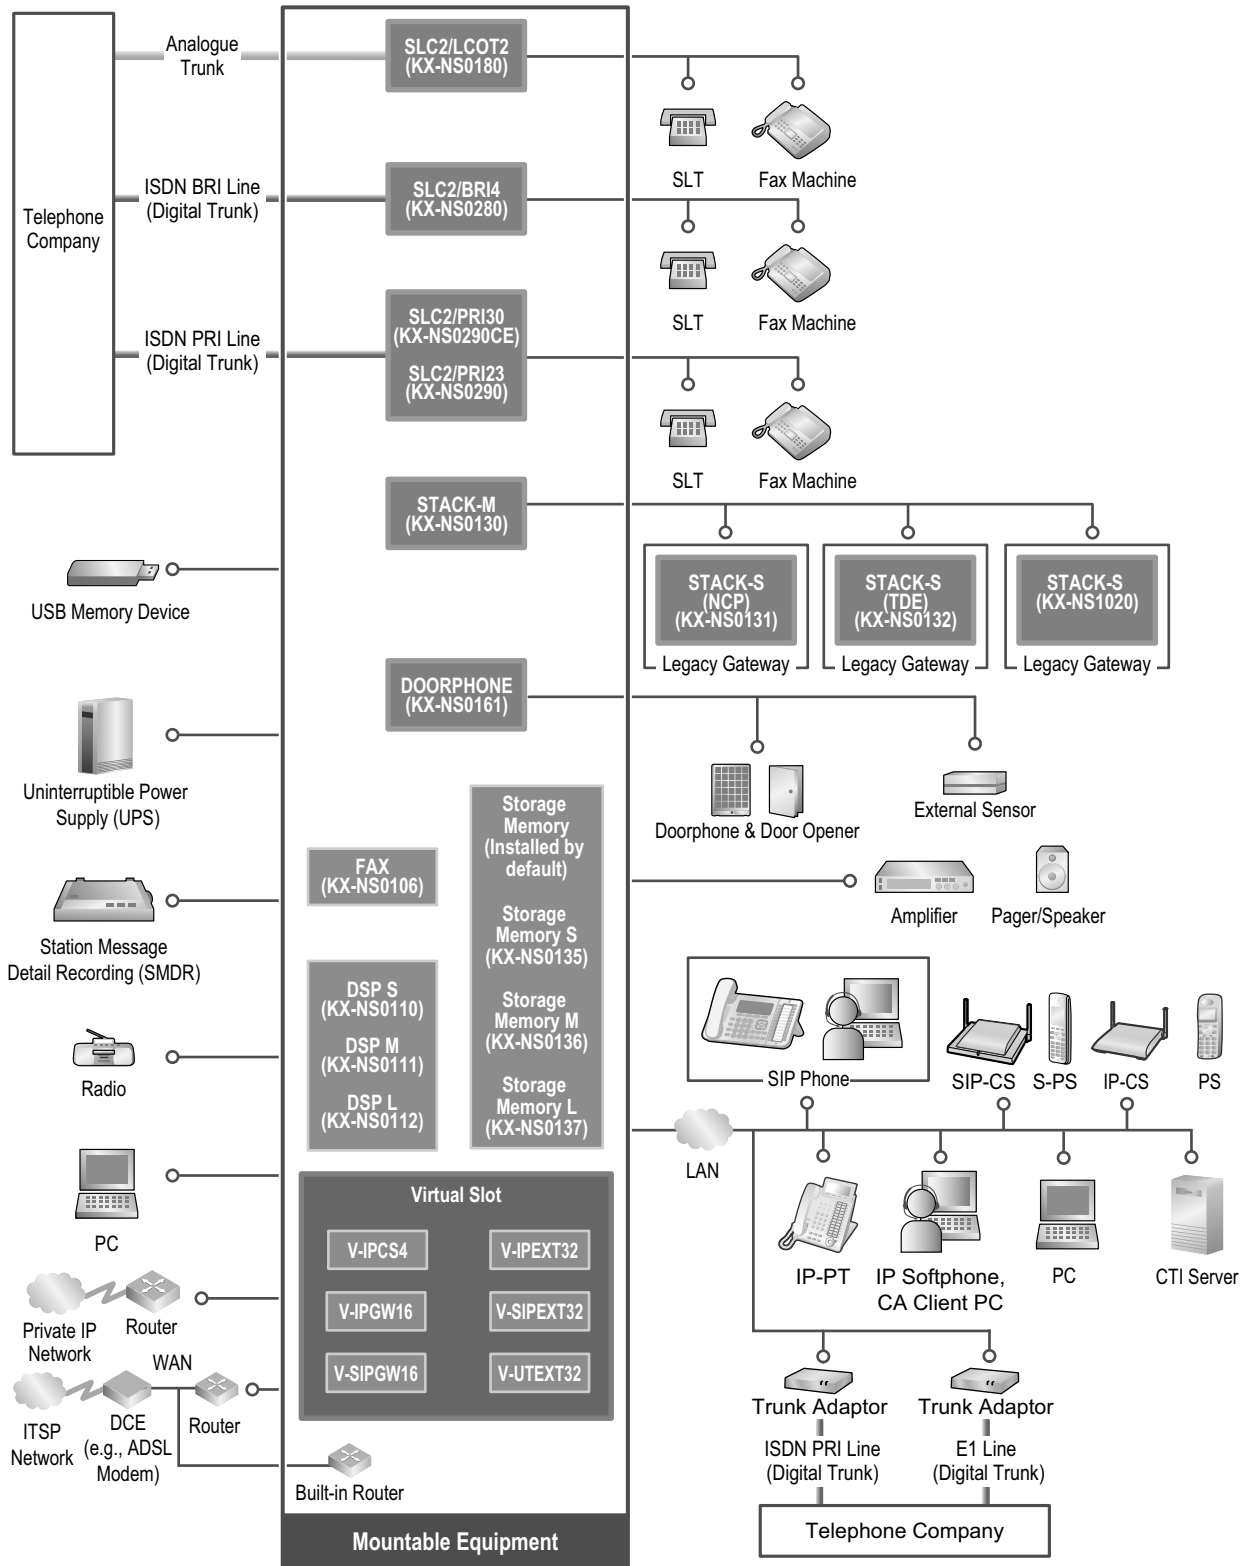 Analogue
Trunk
SLC2/LCOT2
(KX-NS0180)
SLT
Fax Machine
ISDN BRI Line
(Digital Trunk)
SLC2/BRI4
(KX-NS0280)
Telephone
Company
SLT
Fax Machine
ISDN PRI Line
(Digital Trunk)
SLC2/PRI30
(KX-NS0290CE)
SLC2/PRI23
(KX-NS0290)
SLT
Fax Machine
STACK-M
(KX-NS0130)
STACK-S
(NCP)
(KX-NS0131)
Legacy Gateway
STACK-S
(TDE)
(KX-NS0132)
Legacy Gateway
STACK-S
(KX-NS1020)
Legacy Gateway
USB Memory Device
DOORPHONE
(KX-NS0161)
Doorphone & Door Opener
External Sensor
Uninterruptible Power
Supply (UPS)
Storage
Memory
(Installed by
default)
Storage
Memory S
(KX-NS0135)
Storage
Memory M
(KX-NS0136)
Storage
Memory L
(KX-NS0137)
FAX
(KX-NS0106)
Amplifier
Pager/Speaker
Station Message
Detail Recording (SMDR)
DSP S
(KX-NS0110)
DSP M
(KX-NS0111)
DSP L
(KX-NS0112)
SIP Phone
SIP-CS
S-PS
IP-CS
PS
Radio
LAN
PC
Virtual Slot
V-IPCS4
V-IPEXT32
V-IPGW16
V-SIPEXT32
V-SIPGW16
V-UTEXT32
IP-PT
IP Softphone,
CA Client PC
PC
CTI Server
Private IP
Network
Router
WAN
ITSP
Network
DCE
(e.g., ADSL
Modem)
Router
Built-in Router
Trunk Adaptor
Trunk Adaptor
ISDN PRI Line
(Digital Trunk)
E1 Line
(Digital Trunk)
Telephone Company
Mountable Equipment